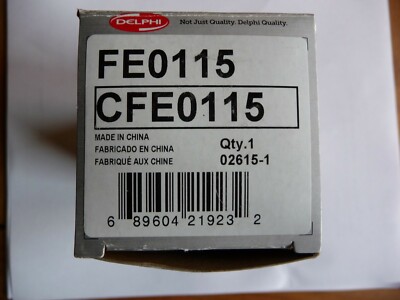 DELPHI Not Just Quality. Delphi Quality.
FE0115
CFE0115
MADE IN CHINA
FABRICADO EN CHINA Qty.1
FABRIQUÉ AUX CHINE 02615-1
6 89604 21923 2